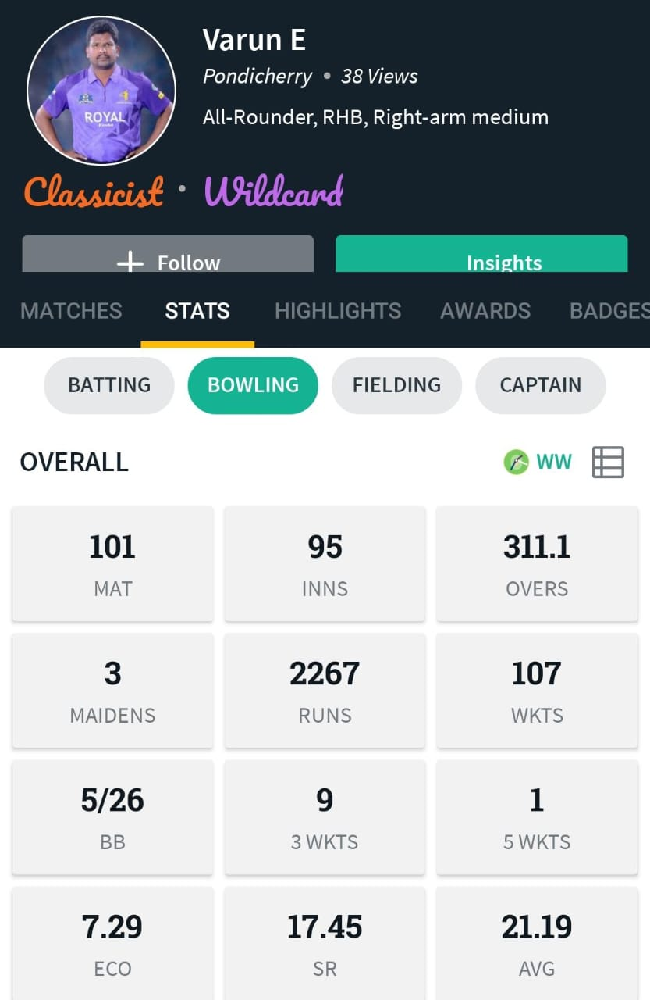 Varun E
Pondicherry • 38 Views
All-Rounder, RHB, Right-arm medium
ROYAL
Classicist • Wildcard
+ Follow Insights
MATCHES STATS HIGHLIGHTS AWARDS BADGES
BATTING BOWLING FIELDING CAPTAIN
OVERALL WW
101 95 311.1
MAT INNS OVERS
3 2267 107
MAIDENS RUNS WKTS
5/26 9 1
BB 3 WKTS 5 WKTS
7.29 17.45 21.19
ECO SR AVG